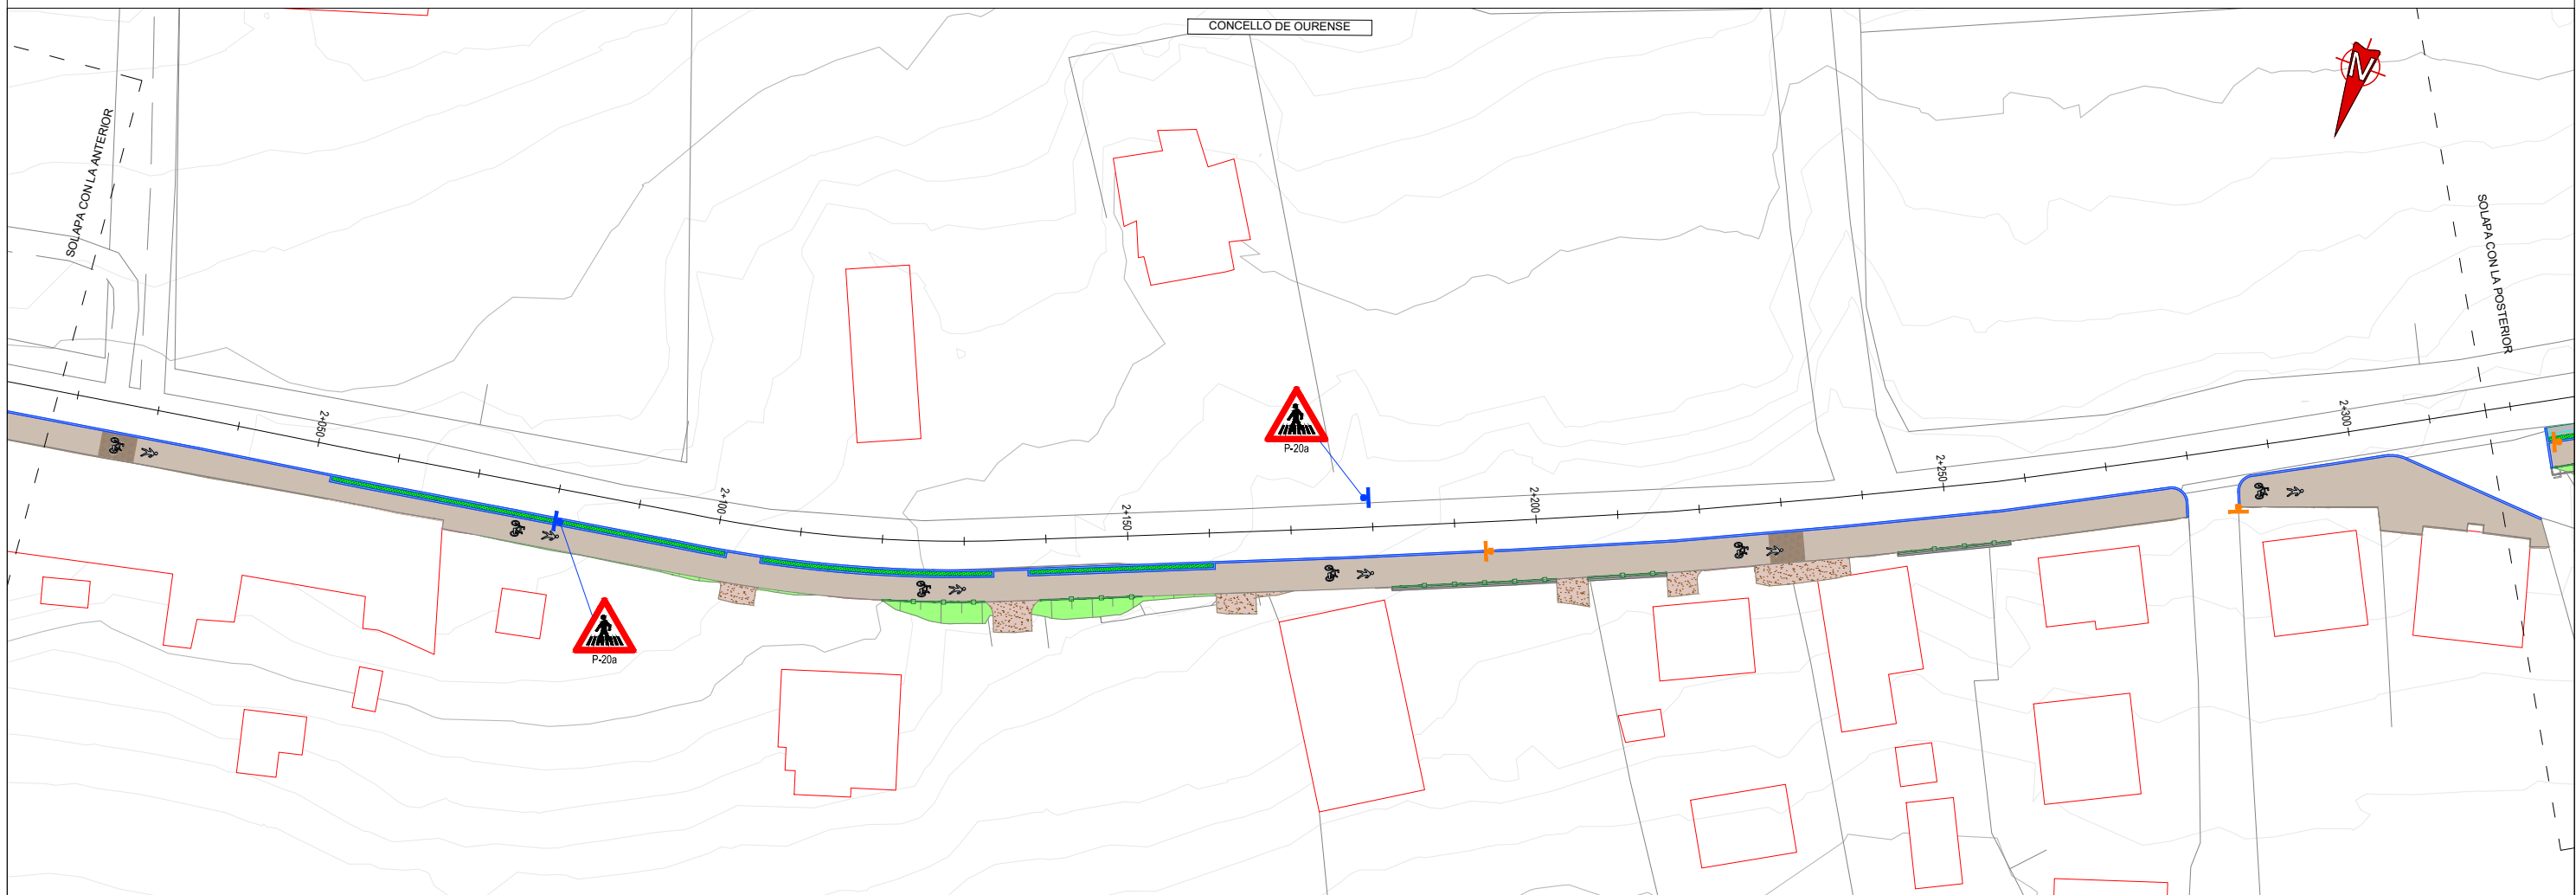 CONCELLO DE OURENSE
N
SOLAPA CON LA ANTERIOR
SOLAPA CON LA POSTERIOR
2+050
2+100
2+150
2+200
2+250
2+300
P-20a
P-20a